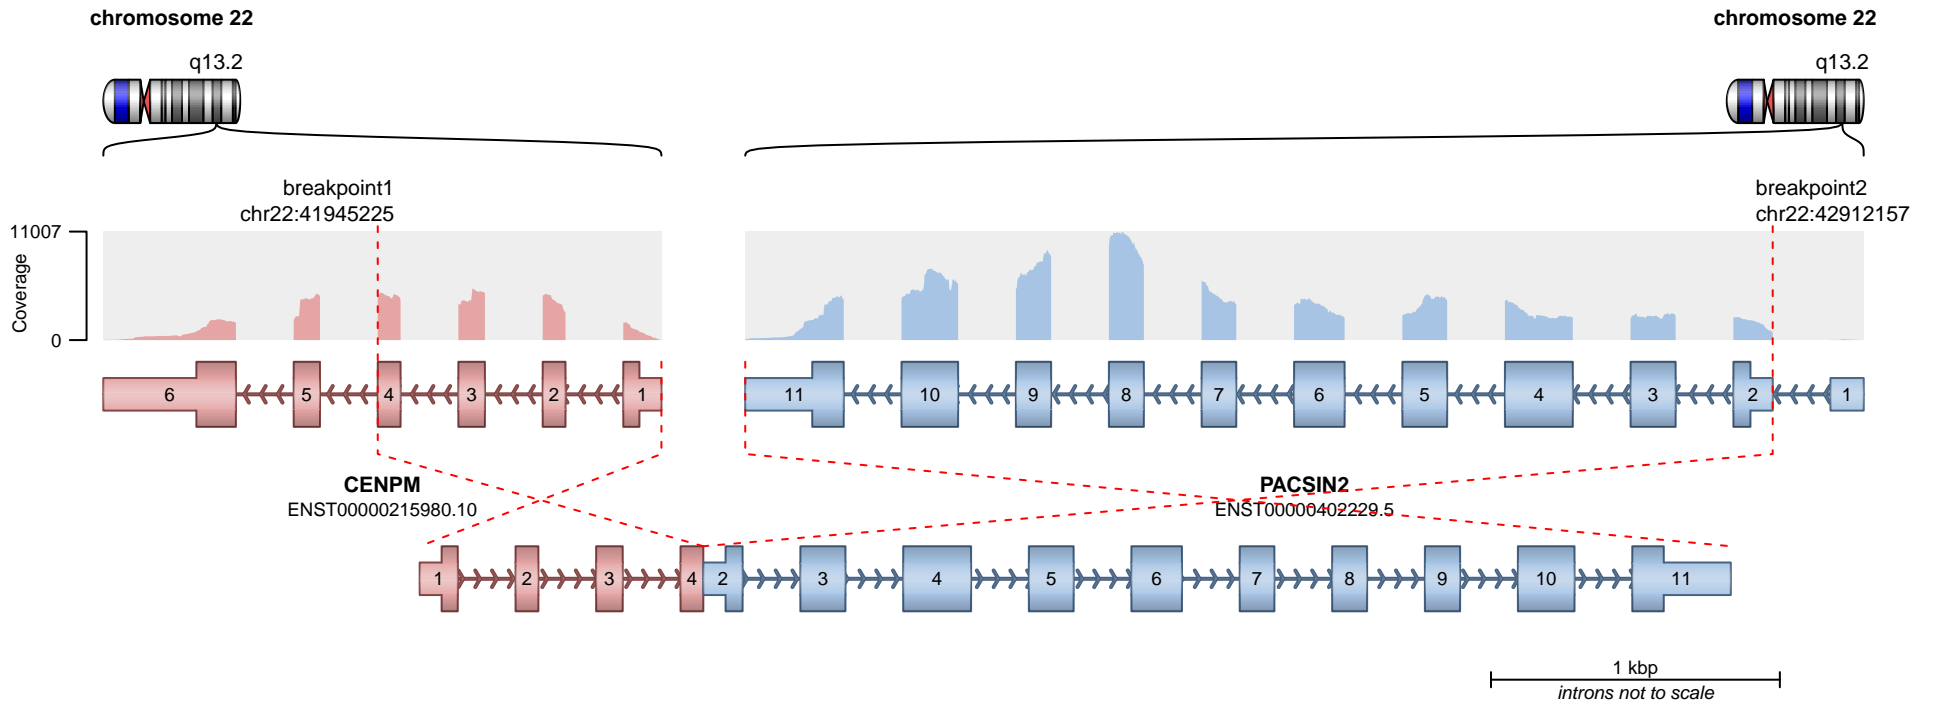 chromosome 22
chromosome 22
q13.2
q13.2
breakpoint1
chr22:41945225
breakpoint2
chr22:42912157
11007
Coverage
0
6 5 4 3 2 1 11 10 9 8 7 6 5 4 3 2 1
CENPM
ENST00000215980.10
PACSIN2
ENST00000402229.5
1 2 3 4 2 3 4 5 6 7 8 9 10 11
1 kbp
introns not to scale